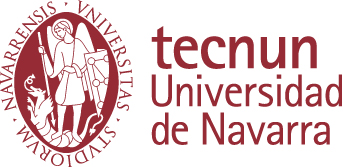 VNIVERSITAS STVDIORVM NAVARRENSIS
tecnun
Universidad
de Navarra